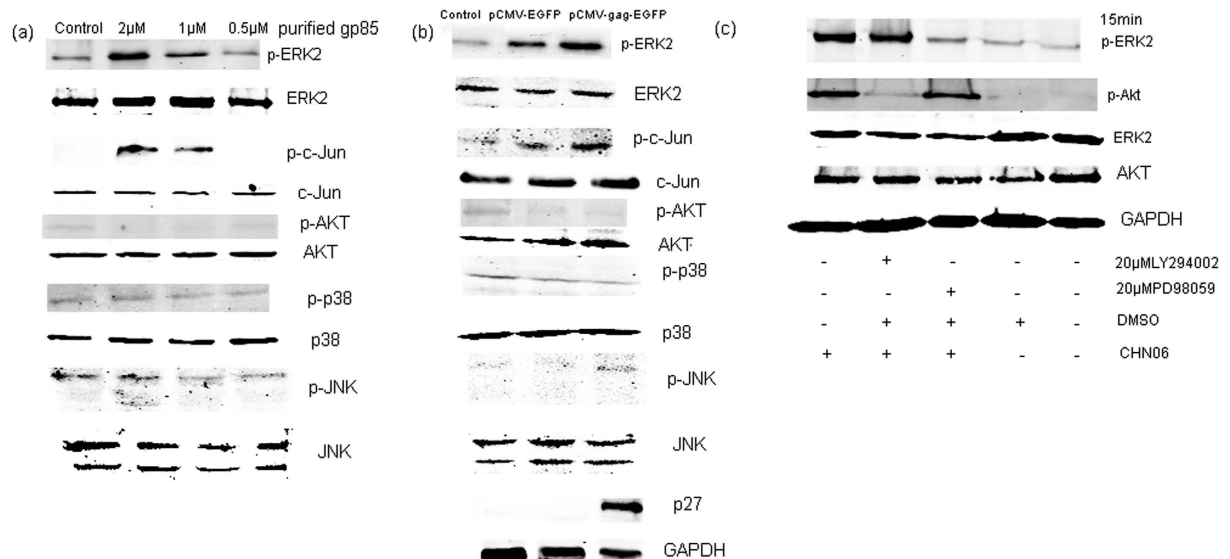 (a)
Control 2µM 1µM 0.5µM purified gp85
p-ERK2
ERK2
p-c-Jun
c-Jun
p-AKT
AKT
p-p38
p38
p-JNK
JNK
(b)
Control pCMV-EGFP pCMV-gag-EGFP
p-ERK2
ERK2
p-c-Jun
c-Jun
p-AKT
AKT
p-p38
p38
p-JNK
JNK
p27
GAPDH
(c)
15min
p-ERK2
p-Akt
ERK2
AKT
GAPDH
- + - - - 20µMLY294002
- - + - - 20µMPD98059
- + + + - DMSO
+ + + - - CHN06